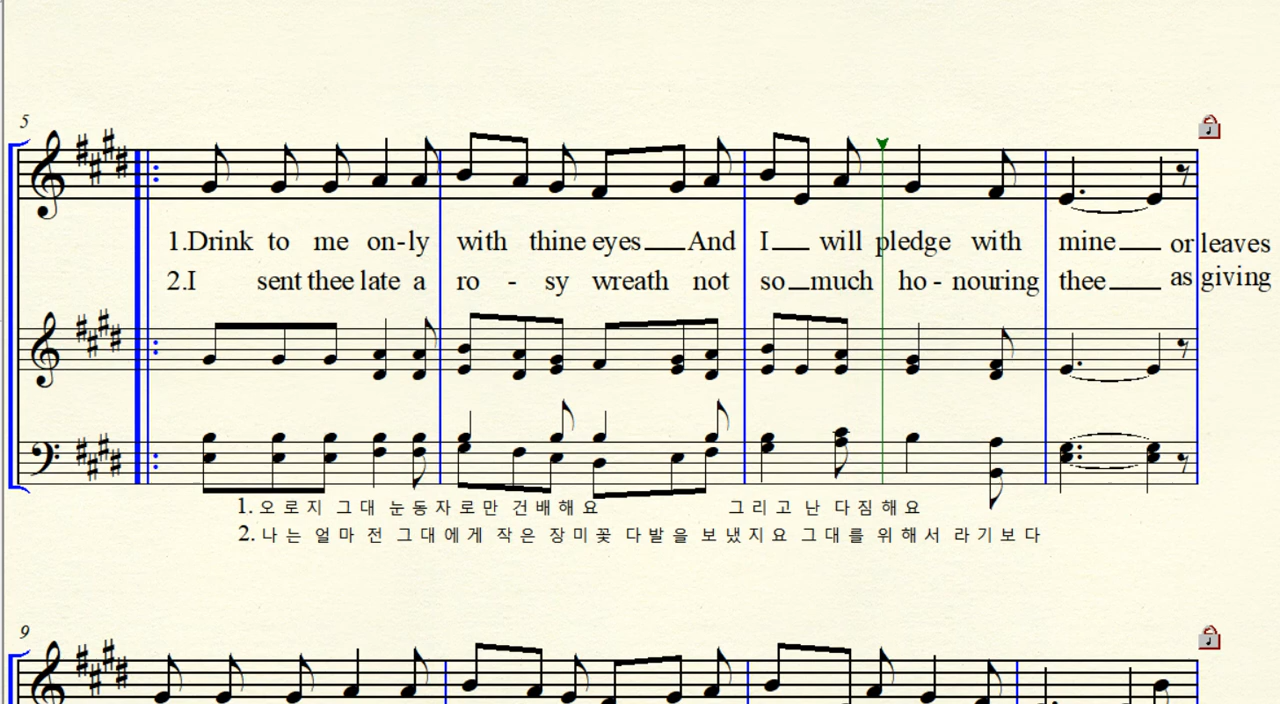 5
1.Drink to me on-ly with thine eyes And I will pledge with mine or leaves
2.I sent thee late a ro - sy wreath not so much ho - nouring thee as giving
1. 오로지 그대 눈동자로만 건배해요 그리고 난 다짐해요
2. 나는 얼마 전 그대에게 작은 장미꽃 다발을 보냈지요 그대를 위해서 라기보다
9